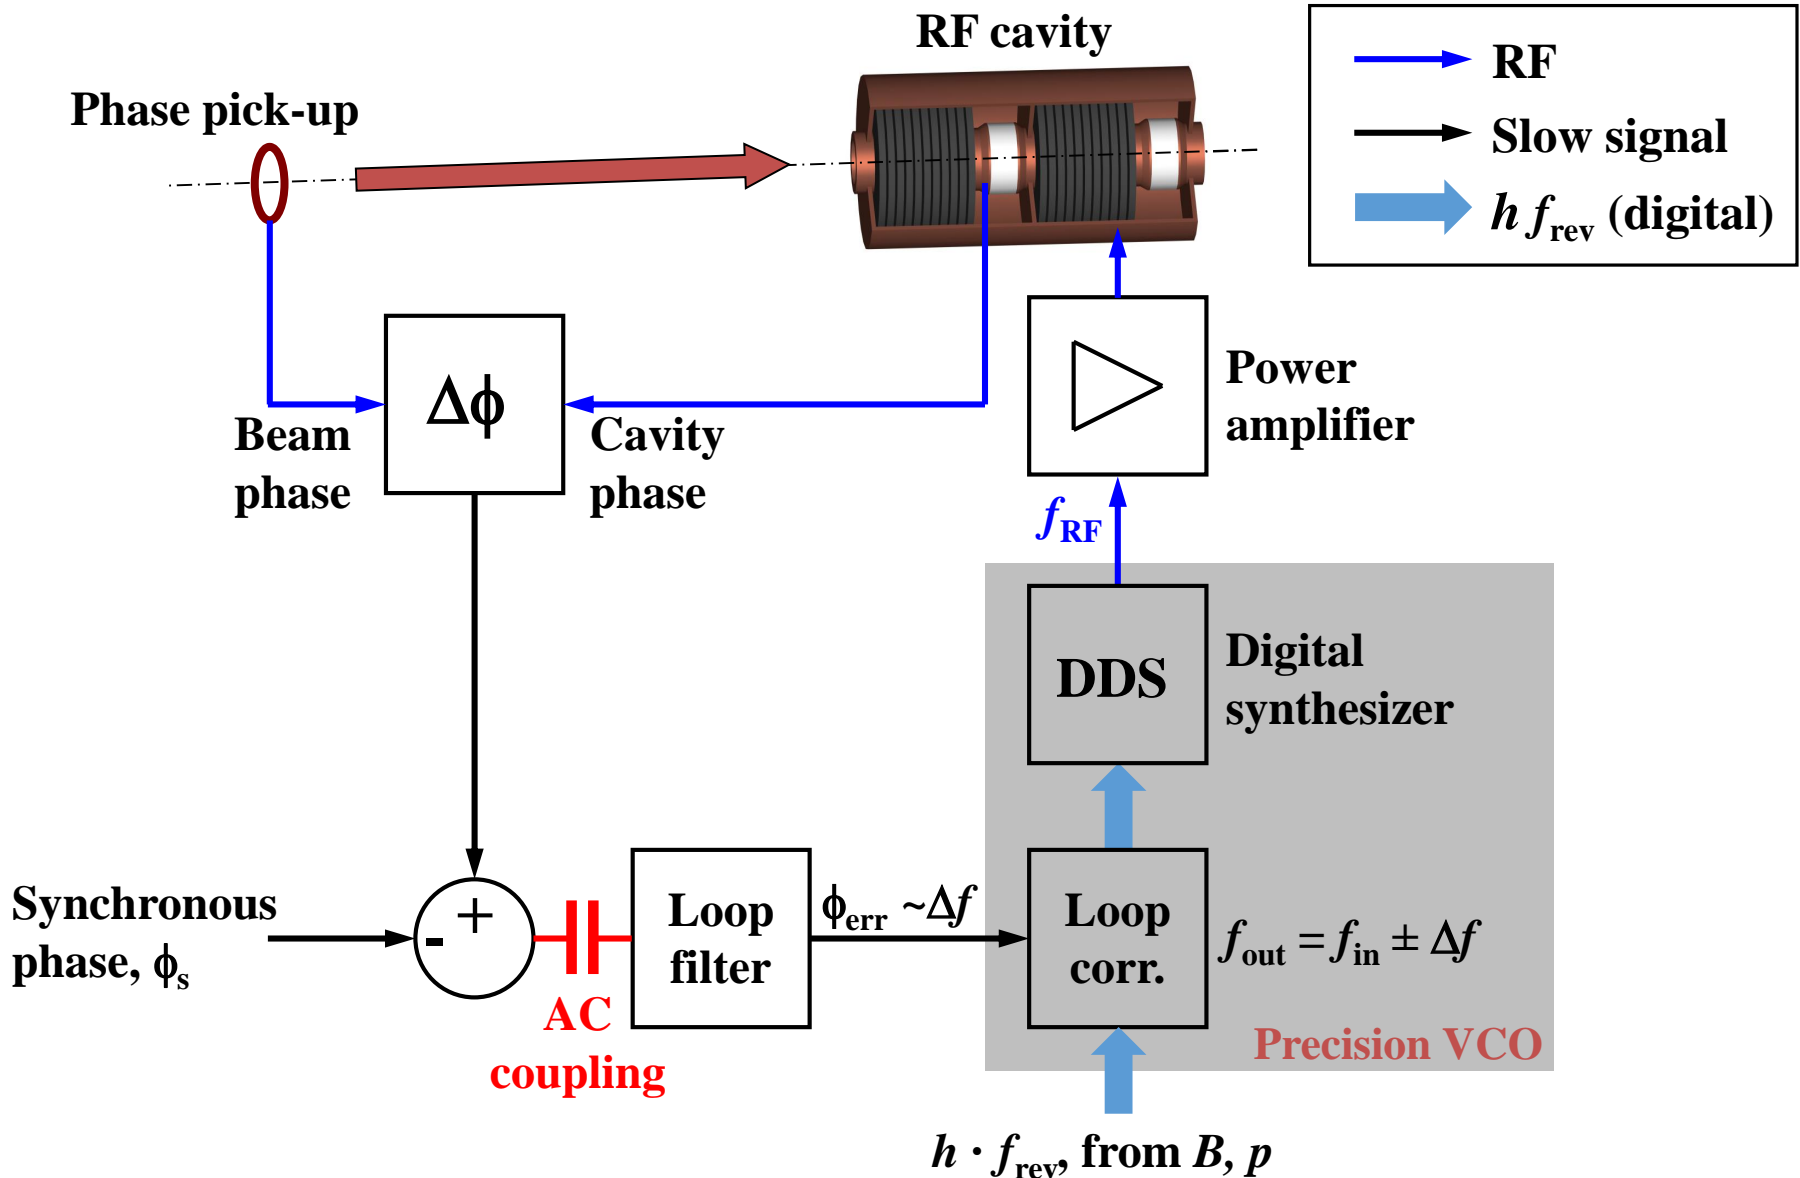 RF cavity
Phase pick-up
RF
Slow signal
h f_rev (digital)
Δϕ
Beam
phase
Cavity
phase
Power
amplifier
f_RF
DDS
Digital
synthesizer
Synchronous
phase, ϕ_s
+
-
AC
coupling
Loop
filter
ϕ_err ~Δf
Loop
corr.
f_out = f_in ± Δf
Precision VCO
h · f_rev, from B, p